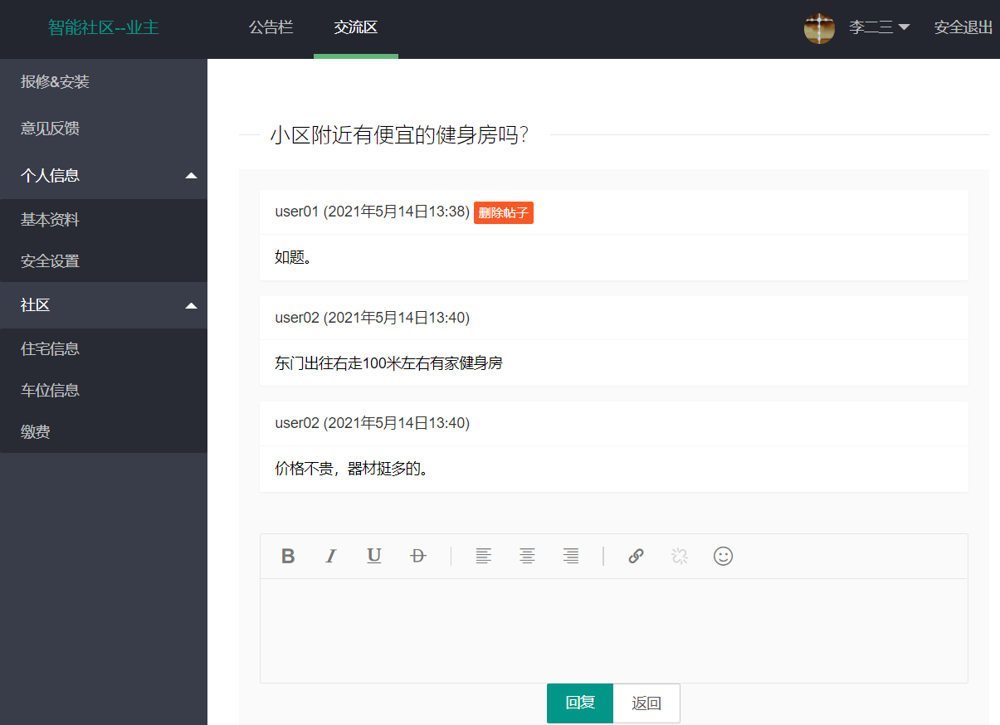 智能社区--业主
公告栏
交流区
李二三
安全退出
报修&安装
意见反馈
个人信息
基本资料
安全设置
社区
住宅信息
车位信息
缴费
小区附近有便宜的健身房吗？
user01 (2021年5月14日13:38) 删除帖子
如题。
user02 (2021年5月14日13:40)
东门出往右走100米左右有家健身房
user02 (2021年5月14日13:40)
价格不贵，器材挺多的。
B I U D
回复
返回